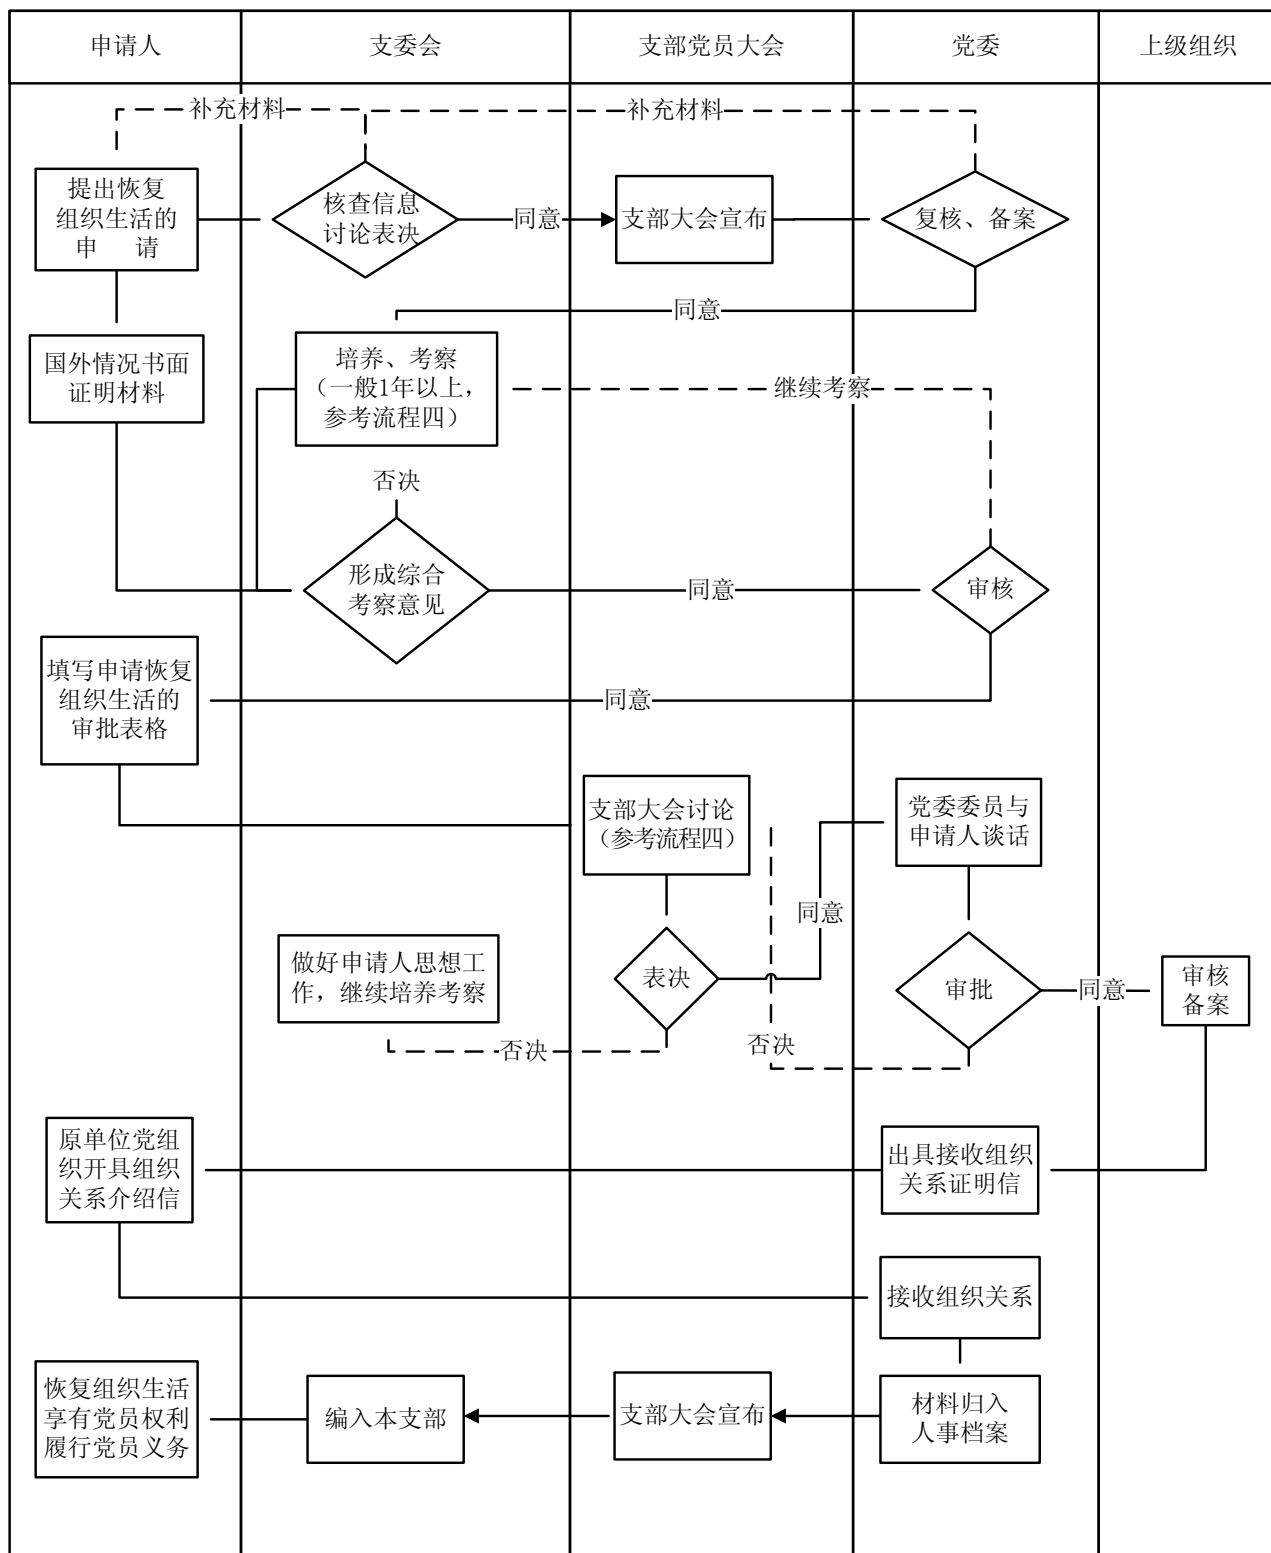 申请人
支委会
支部党员大会
党委
上级组织
补充材料
补充材料
提出恢复
组织生活的
申 请
核查信息
讨论表决
同意
支部大会宣布
复核、备案
同意
国外情况书面
证明材料
培养、考察
（一般1年以上，
参考流程四）
继续考察
否决
形成综合
考察意见
同意
审核
填写申请恢复
组织生活的
审批表格
同意
支部大会讨论
（参考流程四）
党委委员与
申请人谈话
同意
做好申请人思想工
作，继续培养考察
表决
审批
同意
审核
备案
否决
否决
原单位党组
织开具组织
关系介绍信
出具接收组织
关系证明信
接收组织关系
恢复组织生活
享有党员权利
履行党员义务
编入本支部
支部大会宣布
材料归入
人事档案